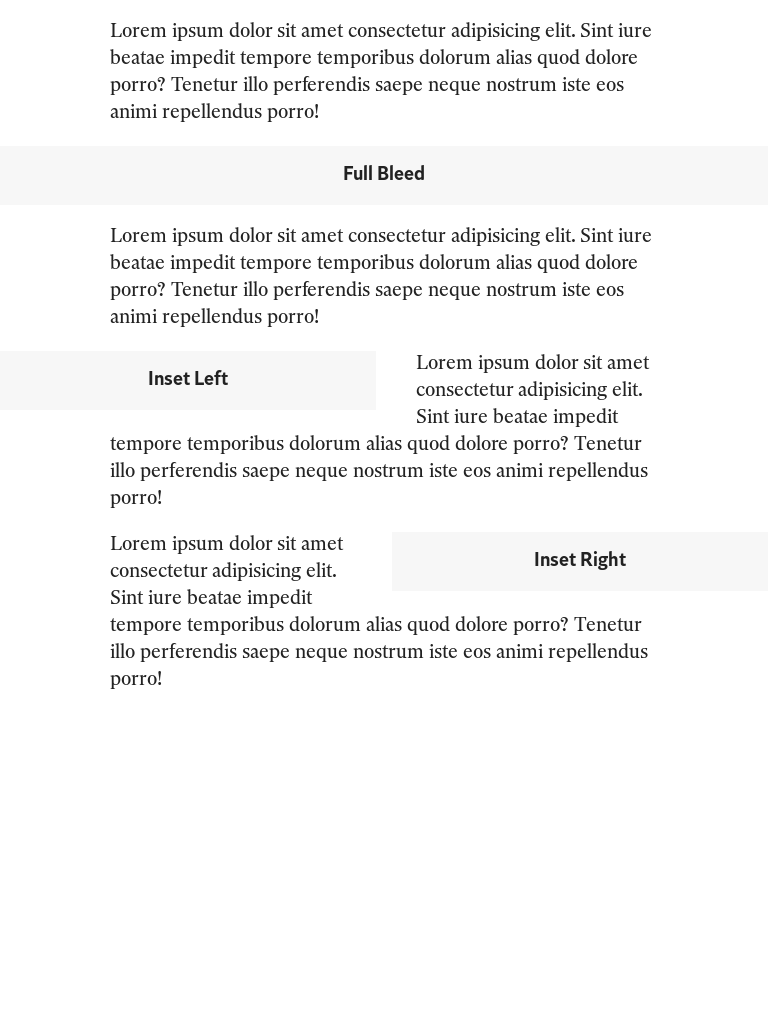 Lorem ipsum dolor sit amet consectetur adipisicing elit. Sint iure
beatae impedit tempore temporibus dolorum alias quod dolore
porro? Tenetur illo perferendis saepe neque nostrum iste eos
animi repellendus porro!
Full Bleed
Lorem ipsum dolor sit amet consectetur adipisicing elit. Sint iure
beatae impedit tempore temporibus dolorum alias quod dolore
porro? Tenetur illo perferendis saepe neque nostrum iste eos
animi repellendus porro!
Inset Left
Lorem ipsum dolor sit amet
consectetur adipisicing elit.
Sint iure beatae impedit
tempore temporibus dolorum alias quod dolore porro? Tenetur
illo perferendis saepe neque nostrum iste eos animi repellendus
porro!
Inset Right
Lorem ipsum dolor sit amet
consectetur adipisicing elit.
Sint iure beatae impedit
tempore temporibus dolorum alias quod dolore porro? Tenetur
illo perferendis saepe neque nostrum iste eos animi repellendus
porro!